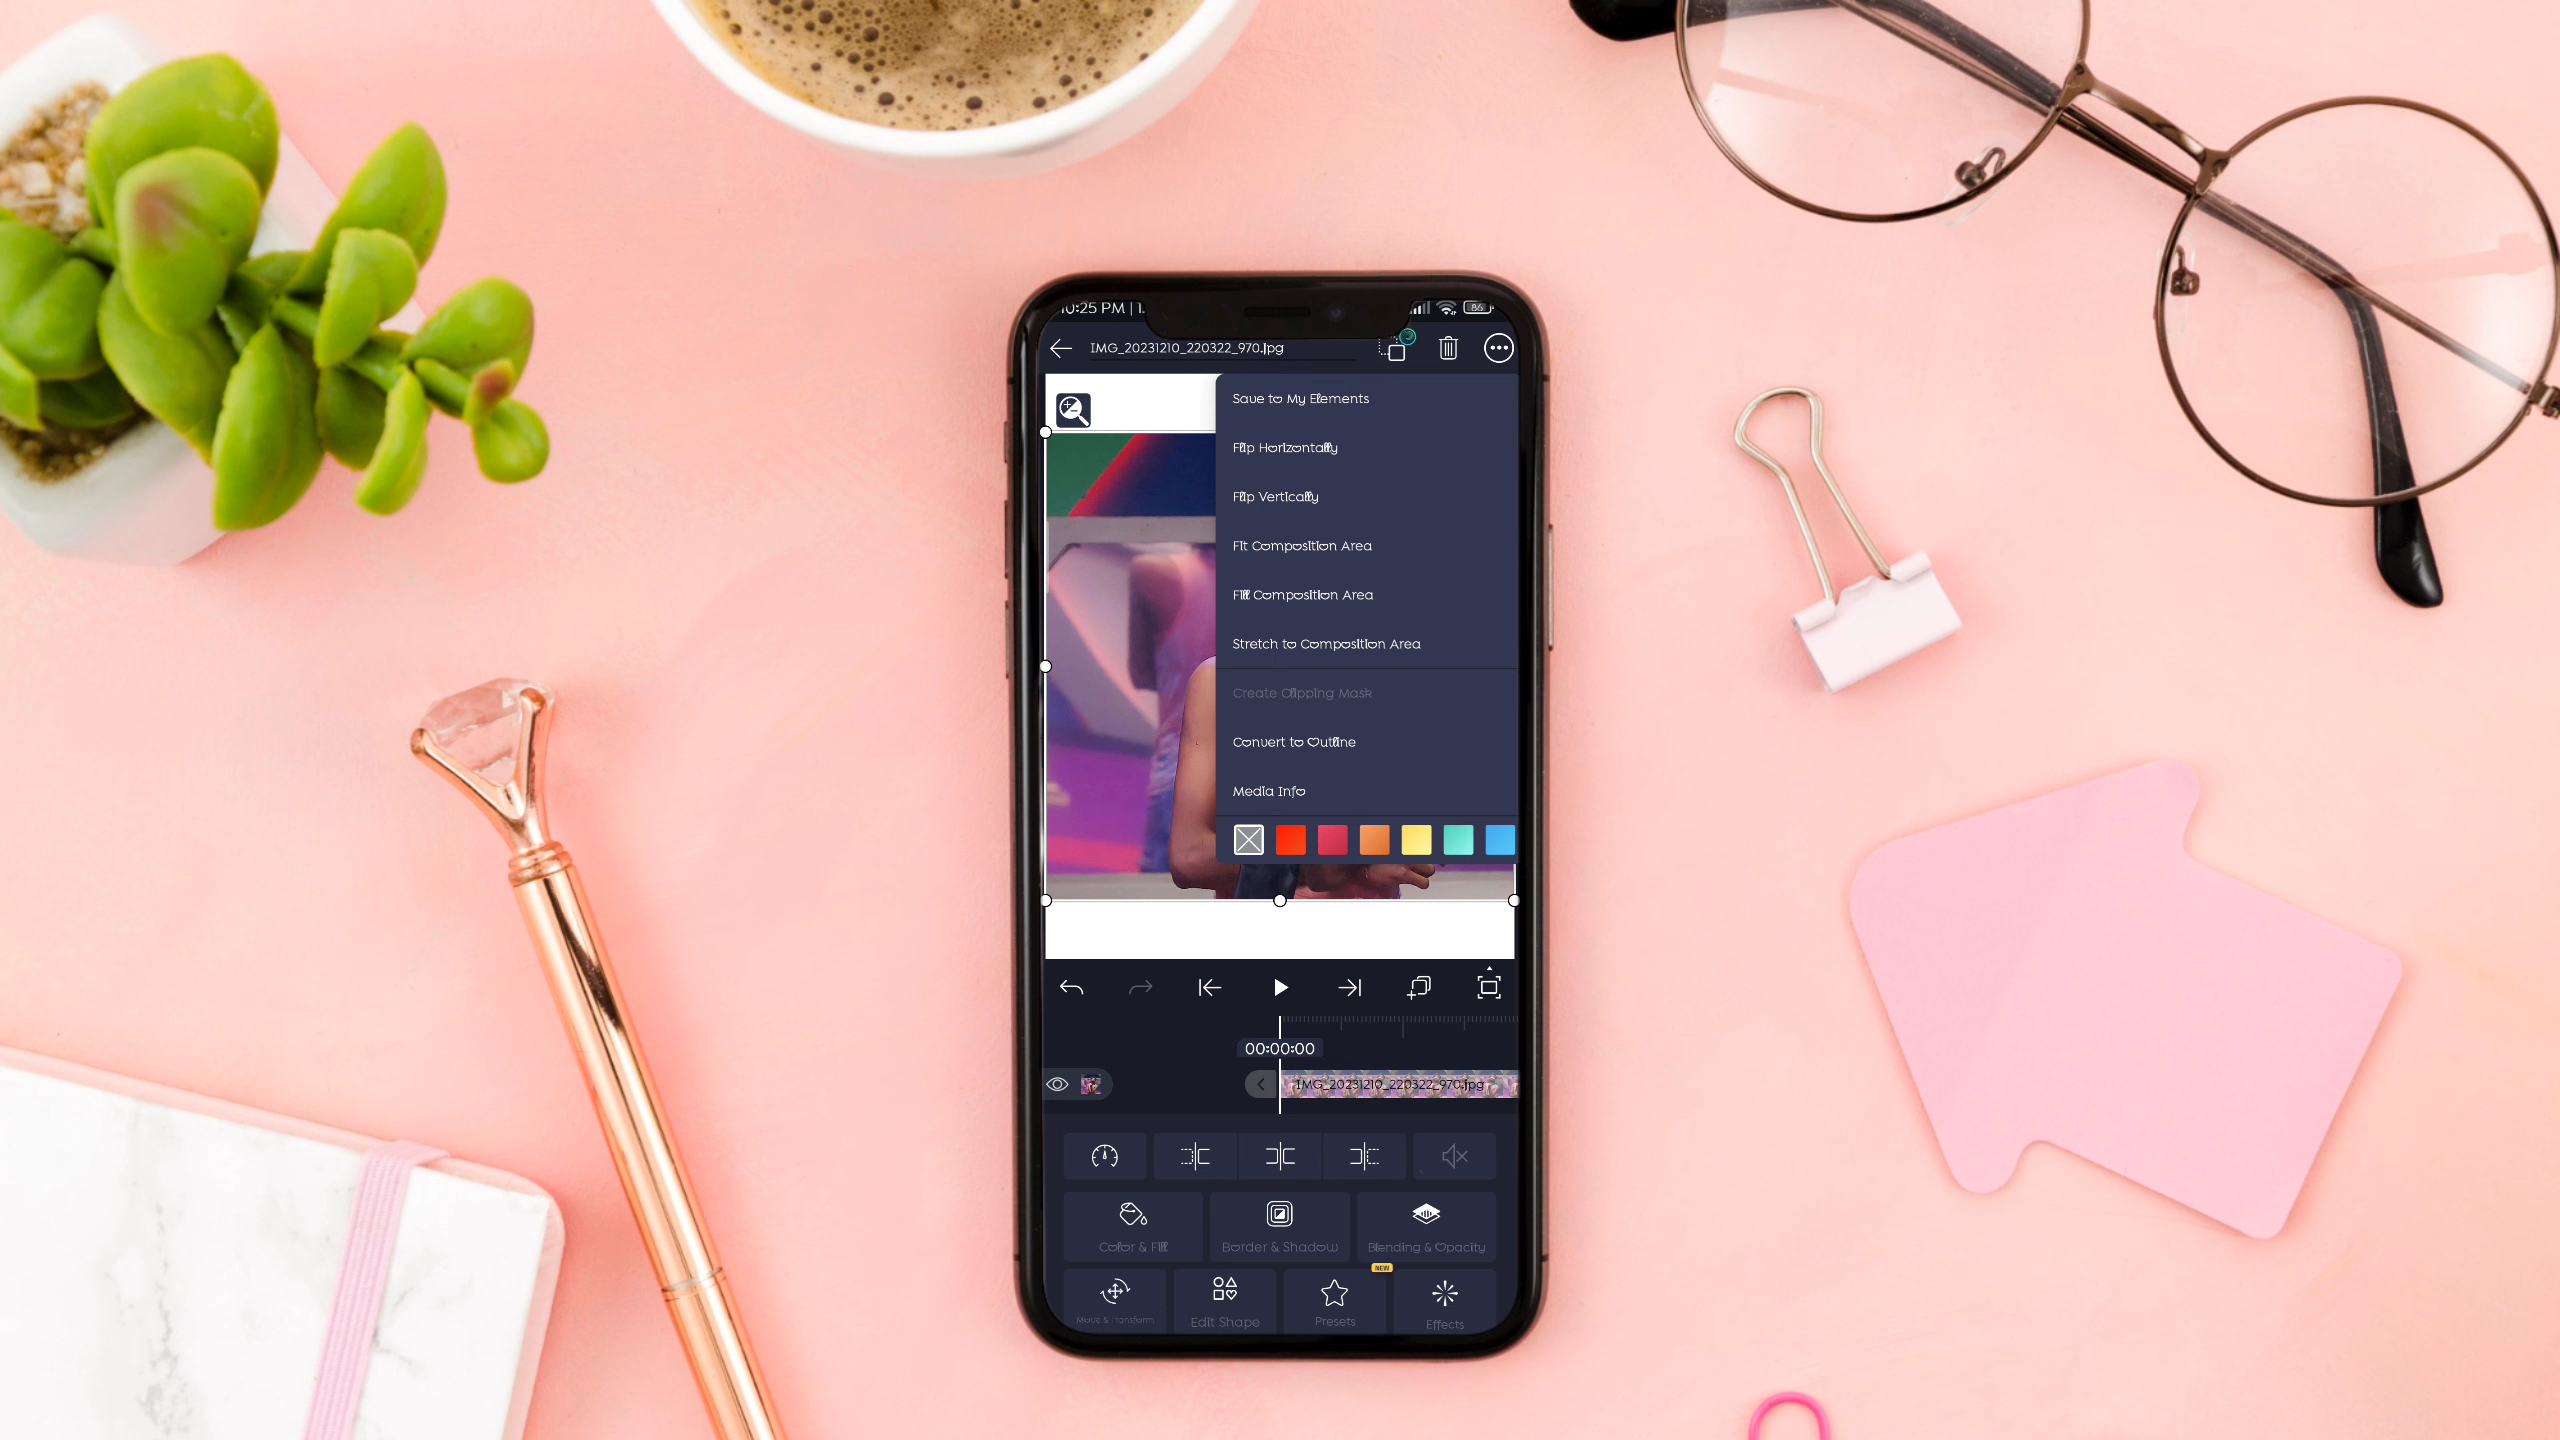 10:25 PM | 1.
86
IMG_20231210_220322_970.jpg
Save to My Elements
Flip Horizontally
Flip Vertically
Fit Composition Area
Fill Composition Area
Stretch to Composition Area
Create Clipping Mask
Convert to Outline
Media Info
00:00:00
IMG_20231210_220322_970.jpg
Color & Fill
Border & Shadow
Blending & Opacity
NEW
Move & Transform
Edit Shape
Presets
Effects